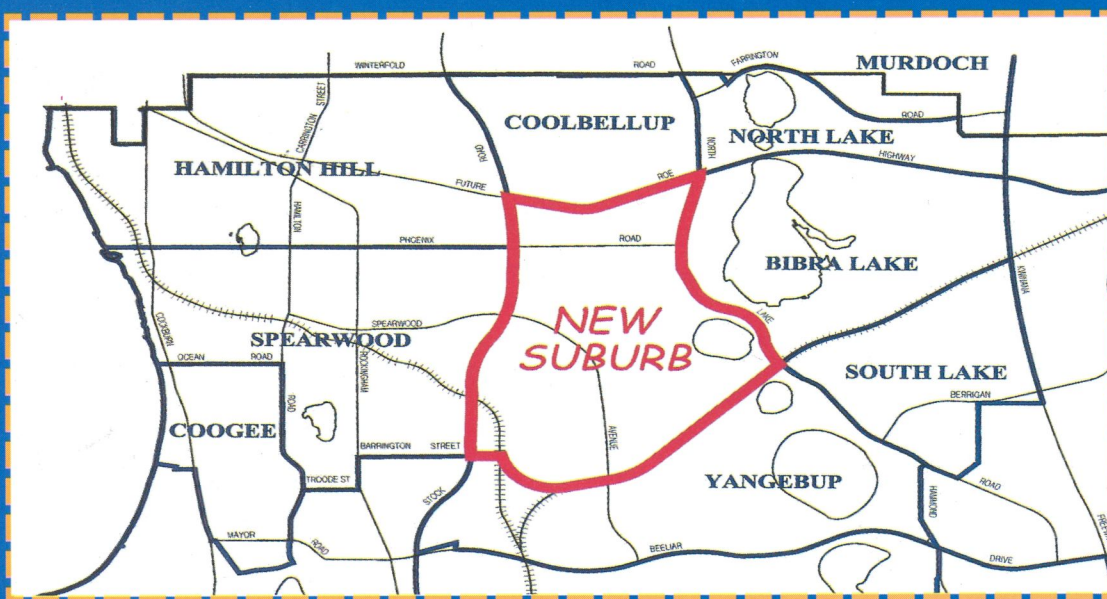 WINTERFOLD ROAD
FARRINGTON ROAD
MURDOCH
CARRINGTON STREET
COOLBELLUP
NORTH LAKE
ROAD
NORTH
HIGHWAY
HAMILTON HILL
FUTURE ROE
HAMILTON
PHOENIX ROAD
BIBRA LAKE
KWINANA
NEW
SUBURB
LAKE
COCKBURN
SPEARWOOD
SPEARWOOD
OCEAN ROAD
ROCKINGHAM
SOUTH LAKE
BERRIGAN
ROAD
COOGEE
BARRINGTON STREET
AVENUE
TROODE ST
STOCK
YANGEBUP
HAMMOND
ROAD
MAYOR
ROAD
BEELIAR
DRIVE